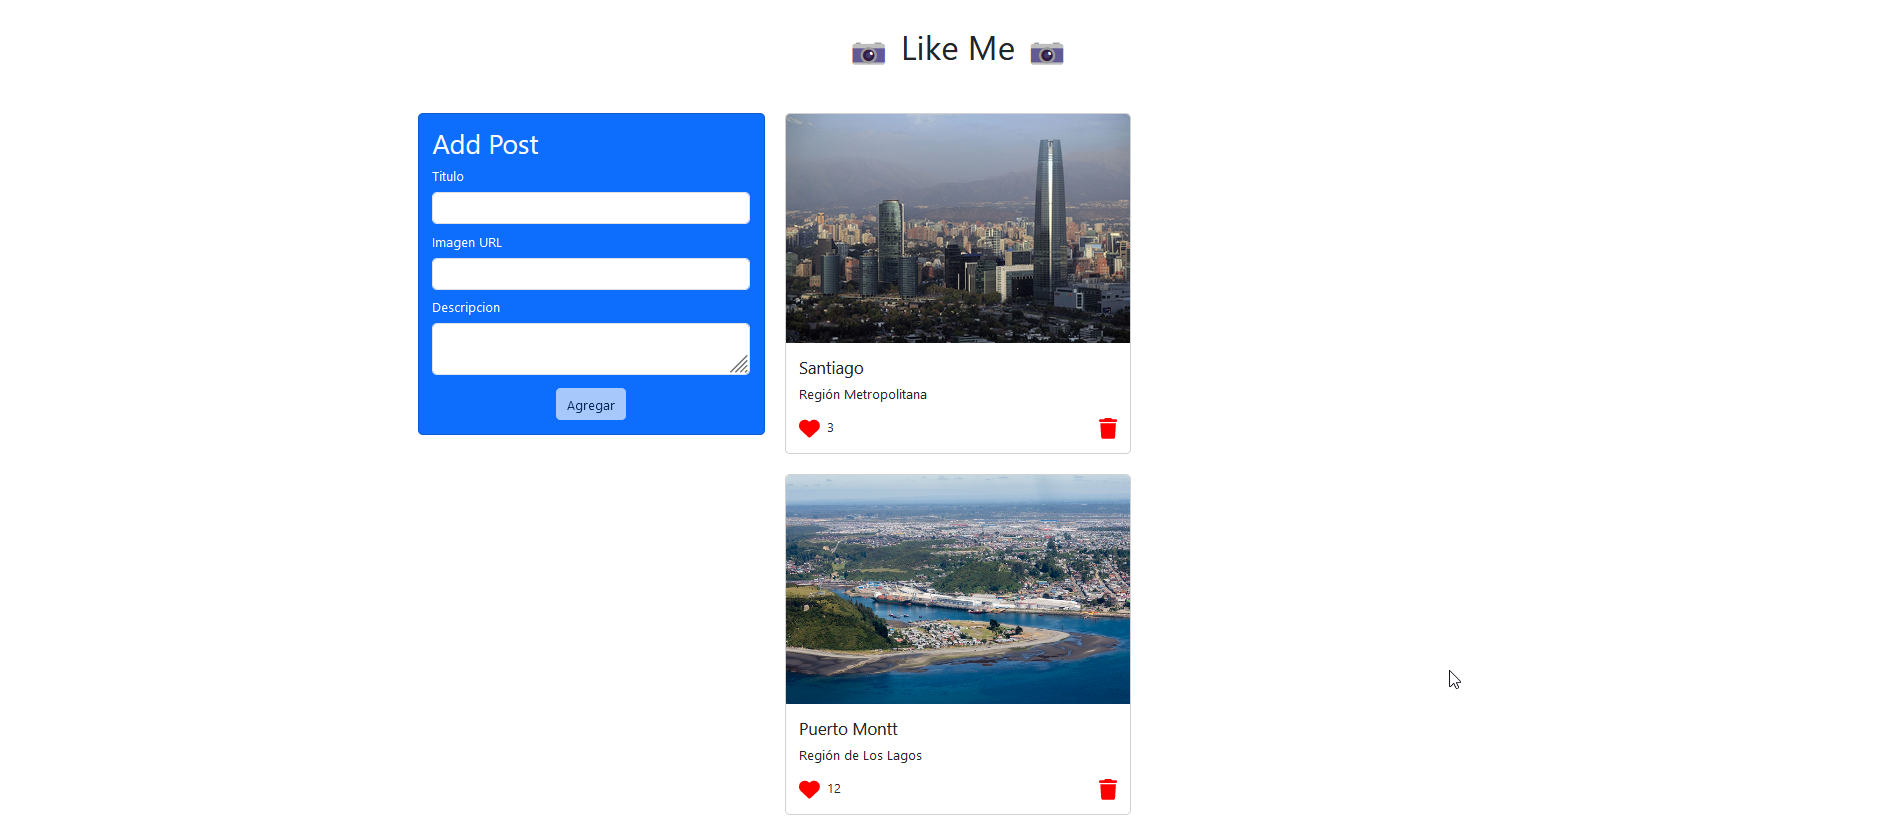 Like Me
Add Post
Titulo
Imagen URL
Descripcion
Agregar
Santiago
Región Metropolitana
3
Puerto Montt
Región de Los Lagos
12